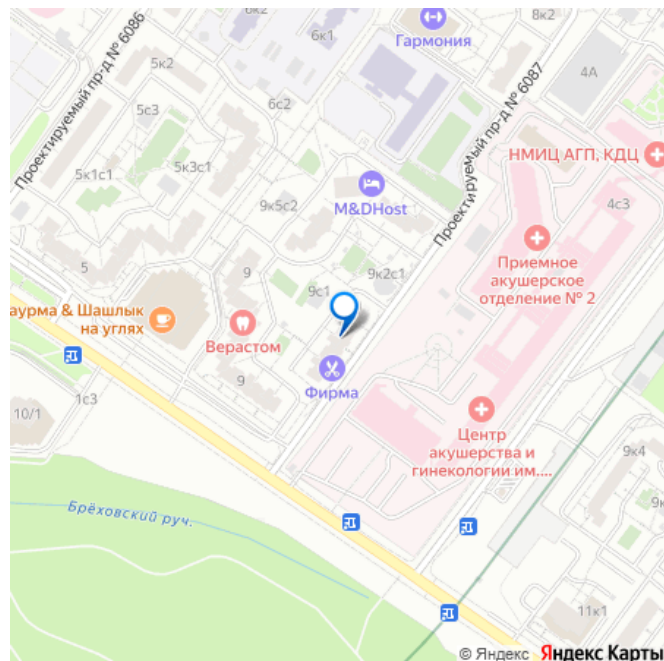 8к2
6к1
Гармония
5к2
Проектируемый пр-д № 6086
5с3
6с2
Проектируемый пр-д № 6087
4А
НМИЦ АГП, КДЦ
5к1с1
5к3с1
9к5с2
M&DHost
4с3
Приемное
акушерское
отделение № 2
5
9
9к2с1
9с1
аурма & Шашлык
на углях
Верастом
Фирма
9
1с3
10/1
Центр
акушерства и
гинекологии им....
9к4
Брёховский руч.
11к1
© Яндекс Яндекс Карты